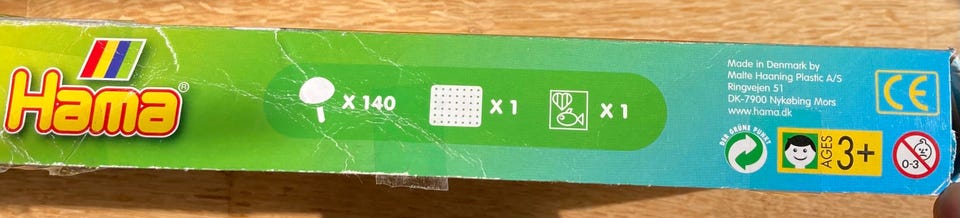 Hama®
X 140
X 1
X 1
Made in Denmark by
Malte Haaning Plastic A/S
Ringvejen 51
DK-7900 Nykøbing Mors
www.hama.dk
CE
DER GRÜNE PUNKT
AGES 3+
0-3